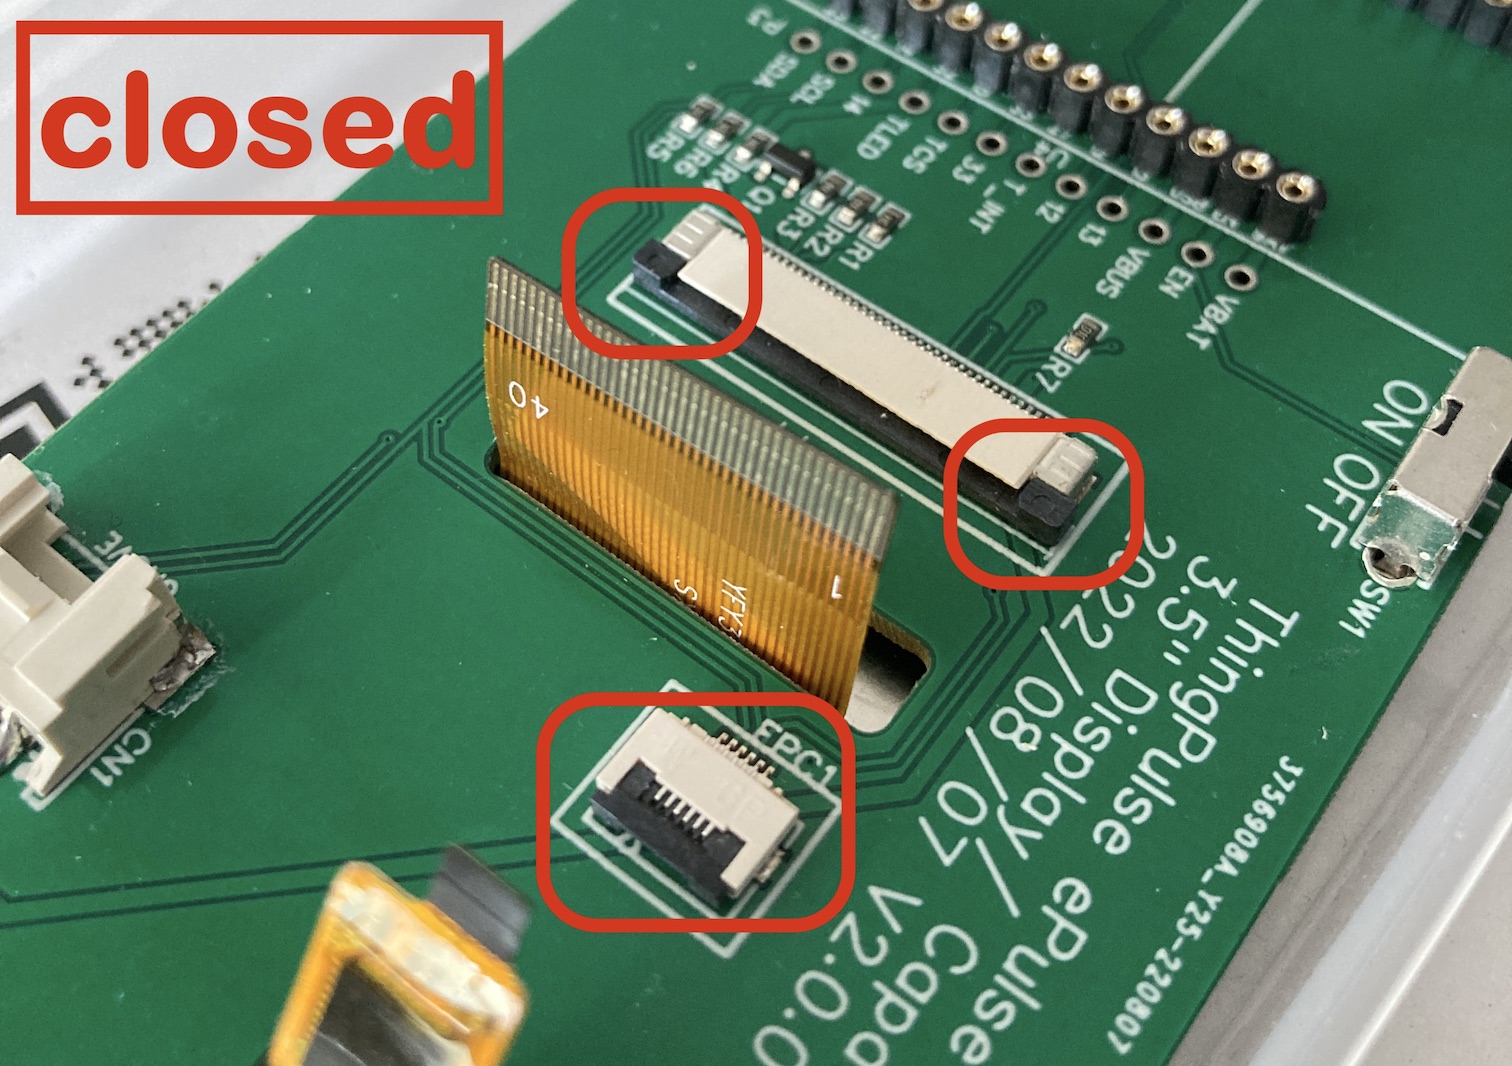 closed
P3
SDA
SCL
14
TLED
TCS
33
T_INT
12
13
VBUS
EN
VBAT
R5
R6
R4
Q1
R3
R2
R1
R7
ON OFF
SW1
40
1
YFY3
FPC1
CN1
ThingPulse ePulse
3.5" Display/ Capa
2022/08/07 V2.0.0
3756908A_Y25-220807